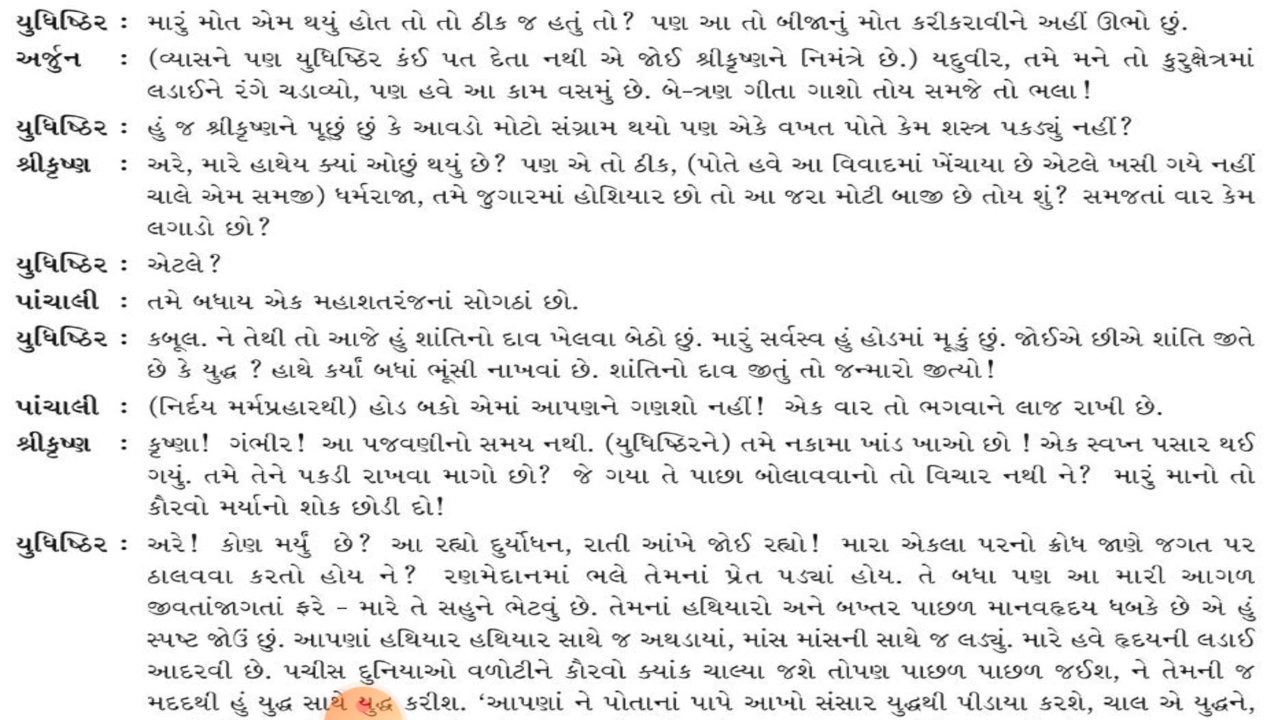 યુધિષ્ઠિર : મારું મોત એમ થયું હોત તો તો ઠીક જ હતું તો? પણ આ તો બીજાનું મોત કરીકરાવીને અહીં ઊભો છું.
અર્જુન : (વ્યાસને પણ યુધિષ્ઠિર કંઈ પત દેતા નથી એ જોઈ શ્રીકૃષ્ણને નિમંત્રે છે.) યદુવીર, તમે મને તો કુરુક્ષેત્રમાં
લડાઈને રંગે ચડાવ્યો, પણ હવે આ કામ વસમું છે. બે-ત્રણ ગીતા ગાશો તોય સમજે તો ભલા!
યુધિષ્ઠિર : હું જ શ્રીકૃષ્ણને પૂછું છું કે આવડો મોટો સંગ્રામ થયો પણ એકે વખત પોતે કેમ શસ્ત્ર પકડ્યું નહીં?
શ્રીકૃષ્ણ : અરે, મારે હાથેય ક્યાં ઓછું થયું છે? પણ એ તો ઠીક, (પોતે હવે આ વિવાદમાં ખેંચાયા છે એટલે ખસી ગયે નહીં
ચાલે એમ સમજી) ધર્મરાજા, તમે જુગારમાં હોશિયાર છો તો આ જરા મોટી બાજી છે તોય શું? સમજતાં વાર કેમ
લગાડો છો?
યુધિષ્ઠિર : એટલે?
પાંચાલી : તમે બધાય એક મહાશતરંજનાં સોગઠાં છો.
યુધિષ્ઠિર : કબૂલ. ને તેથી તો આજે હું શાંતિનો દાવ ખેલવા બેઠો છું. મારું સર્વસ્વ હું હોડમાં મૂકું છું. જોઈએ છીએ શાંતિ જીતે
છે કે યુદ્ધ ? હાથે કર્યાં બધાં ભૂંસી નાખવાં છે. શાંતિનો દાવ જીતું તો જન્મારો જીત્યો!
પાંચાલી : (નિર્દય મર્મપ્રહારથી) હોડ બકો એમાં આપણને ગણશો નહીં! એક વાર તો ભગવાને લાજ રાખી છે.
શ્રીકૃષ્ણ : કૃષ્ણા! ગંભીર! આ પજવણીનો સમય નથી. (યુધિષ્ઠિરને) તમે નકામા ખાંડ ખાઓ છો ! એક સ્વપ્ન પસાર થઈ
ગયું. તમે તેને પકડી રાખવા માગો છો? જે ગયા તે પાછા બોલાવવાનો તો વિચાર નથી ને? મારું માનો તો
કૌરવો મર્યાનો શોક છોડી દો!
યુધિષ્ઠિર : અરે! કોણ મર્યું છે? આ રહ્યો દુર્યોધન, રાતી આંખે જોઈ રહ્યો! મારા એકલા પરનો ક્રોધ જાણે જગત પર
ઠાલવવા કરતો હોય ને? રણમેદાનમાં ભલે તેમનાં પ્રેત પડ્યાં હોય. તે બધા પણ આ મારી આગળ
જીવતાંજાગતાં ફરે - મારે તે સહુને ભેટવું છે. તેમનાં હથિયારો અને બખ્તર પાછળ માનવહૃદય ધબકે છે એ હું
સ્પષ્ટ જોઉં છું. આપણાં હથિયાર હથિયાર સાથે જ અથડાયાં, માંસ માંસની સાથે જ લડ્યું. મારે હવે હૃદયની લડાઈ
આદરવી છે. પચીસ દુનિયાઓ વળોટીને કૌરવો ક્યાંક ચાલ્યા જશે તોપણ પાછળ પાછળ જઈશ, ને તેમની જ
મદદથી હું યુદ્ધ સાથે યુદ્ધ કરીશ. ‘આપણાં ને પોતાનાં પાપે આખો સંસાર યુદ્ધથી પીડાયા કરશે, ચાલ એ યુદ્ધને,